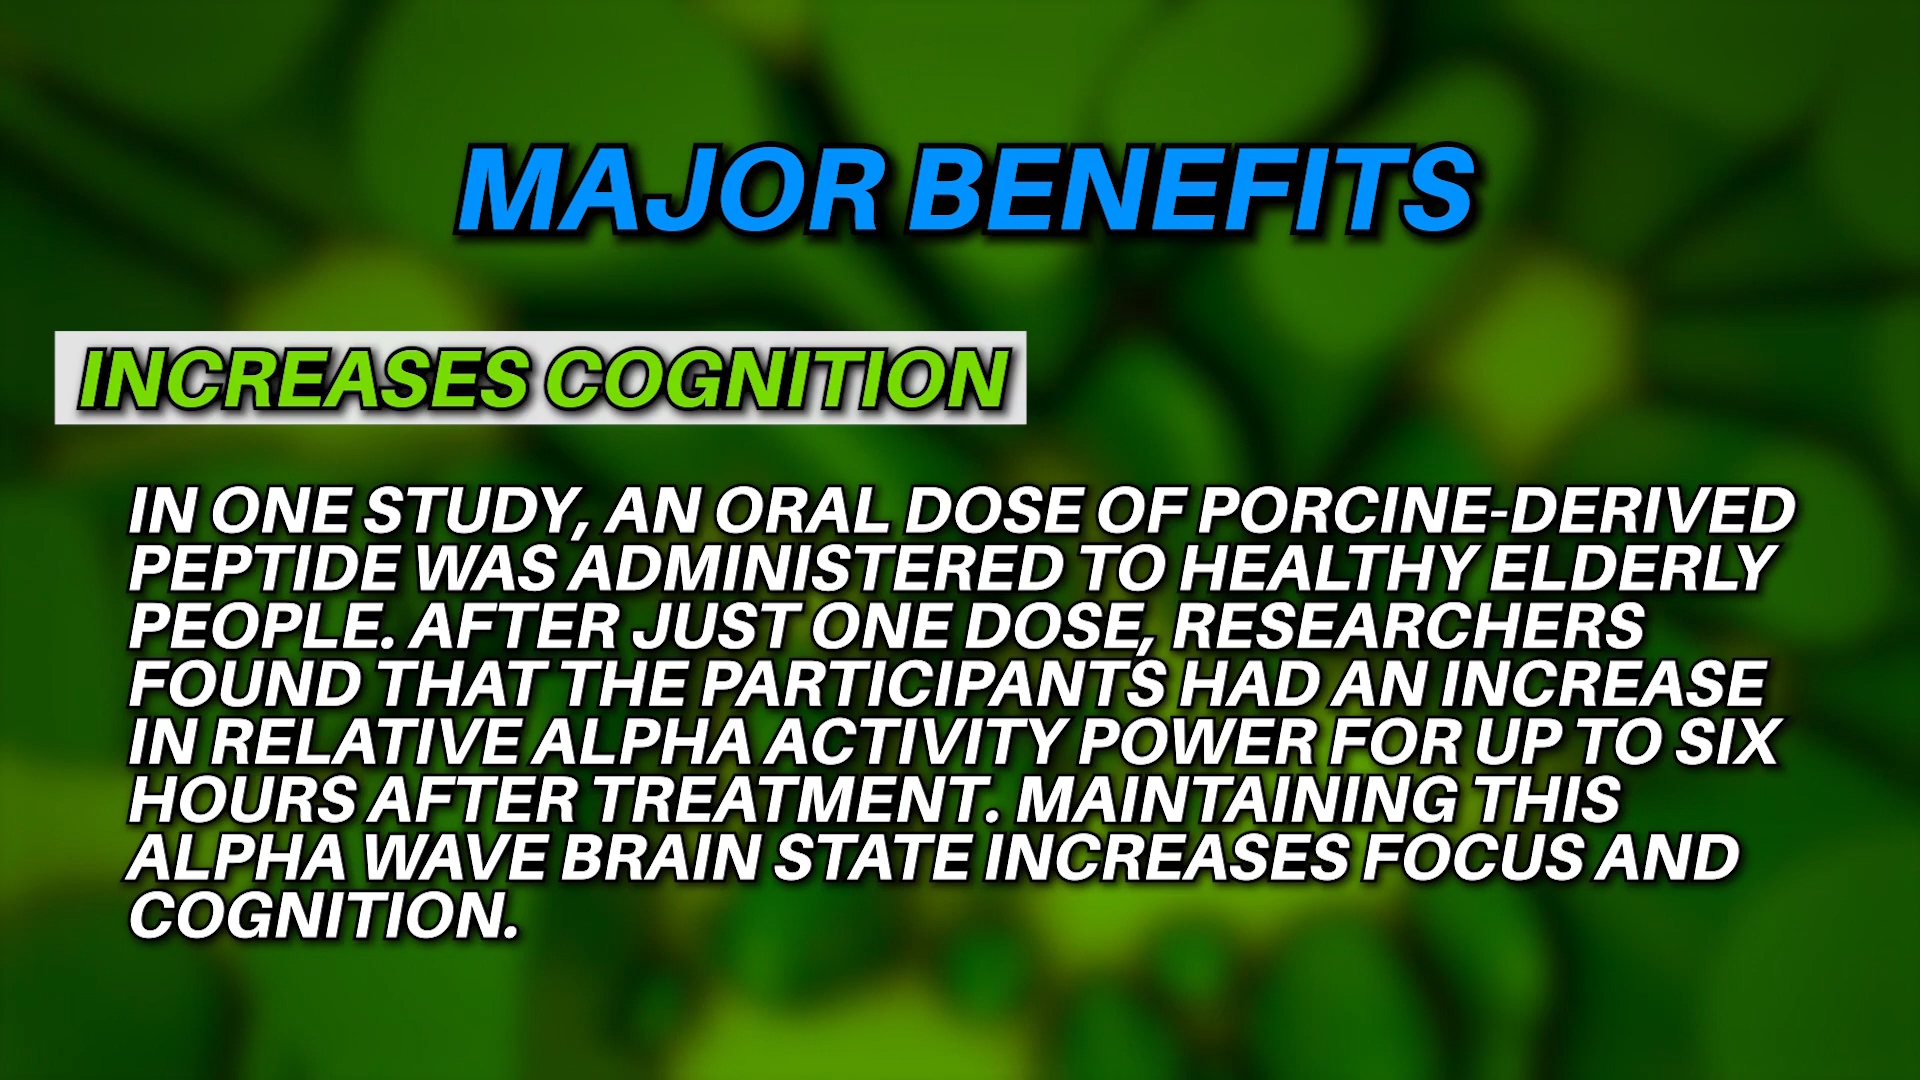 MAJOR BENEFITS
INCREASES COGNITION
IN ONE STUDY, AN ORAL DOSE OF PORCINE-DERIVED
PEPTIDE WAS ADMINISTERED TO HEALTHY ELDERLY
PEOPLE. AFTER JUST ONE DOSE, RESEARCHERS
FOUND THAT THE PARTICIPANTS HAD AN INCREASE
IN RELATIVE ALPHA ACTIVITY POWER FOR UP TO SIX
HOURS AFTER TREATMENT. MAINTAINING THIS
ALPHA WAVE BRAIN STATE INCREASES FOCUS AND
COGNITION.